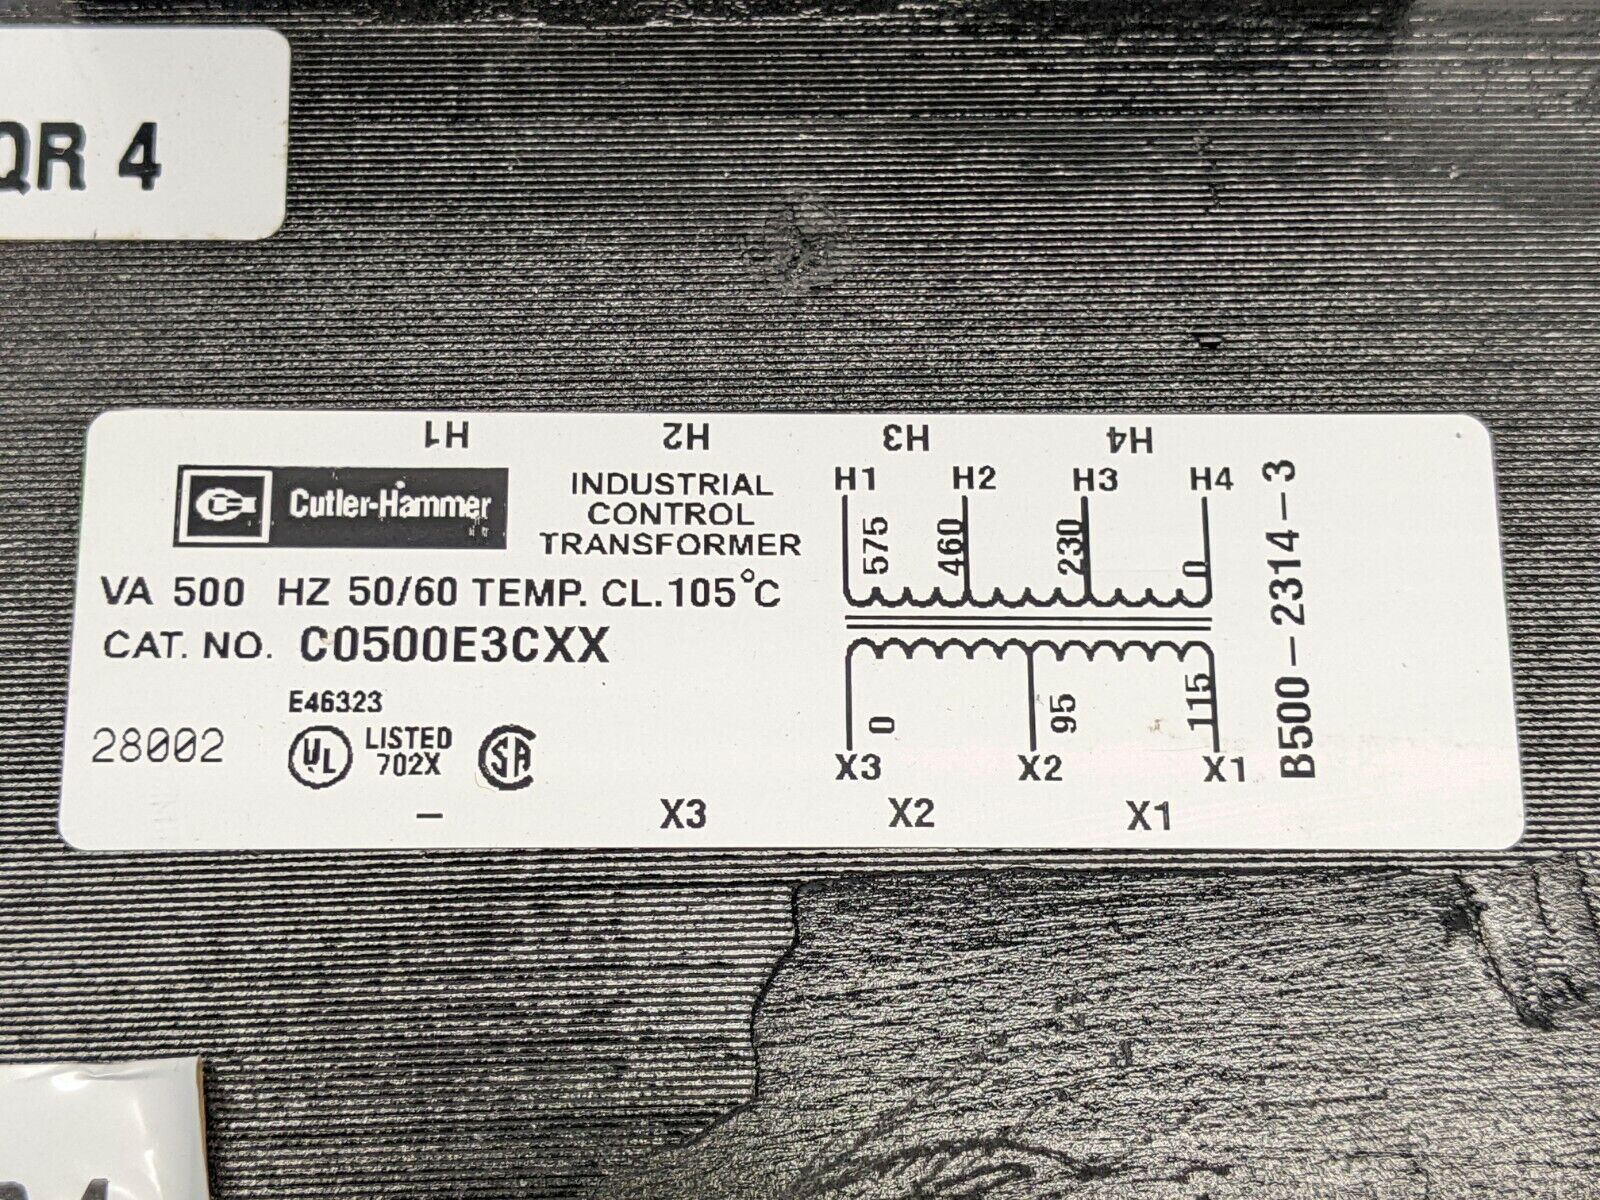 QR 4
H1 H2 H3 H4
Cutler-Hammer
INDUSTRIAL
CONTROL
TRANSFORMER
VA 500 HZ 50/60 TEMP. CL.105°C
CAT. NO. C0500E3CXX
E46323
28002
UL LISTED
702X
SA
H1 H2 H3 H4
575 460 230 0
0 95 115
X3 X2 X1
B500-2314-3
- X3 X2 X1